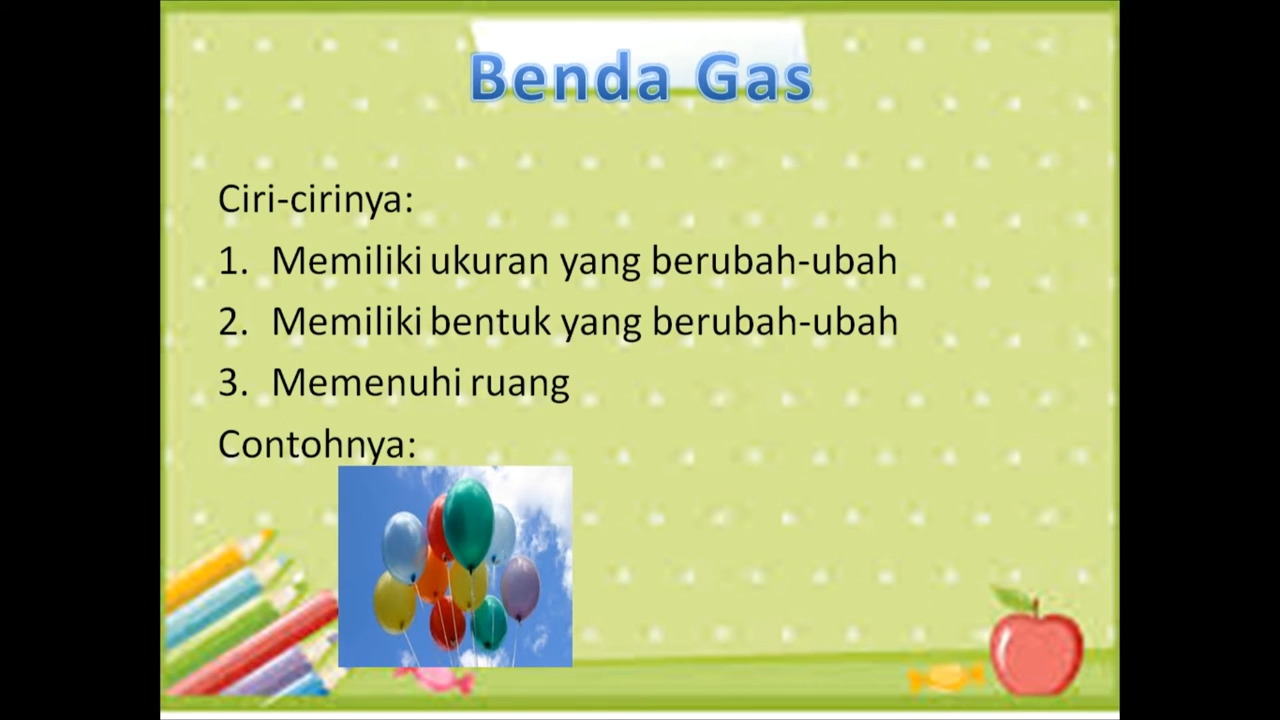 Benda Gas
Ciri-cirinya:
1. Memiliki ukuran yang berubah-ubah
2. Memiliki bentuk yang berubah-ubah
3. Memenuhi ruang
Contohnya: